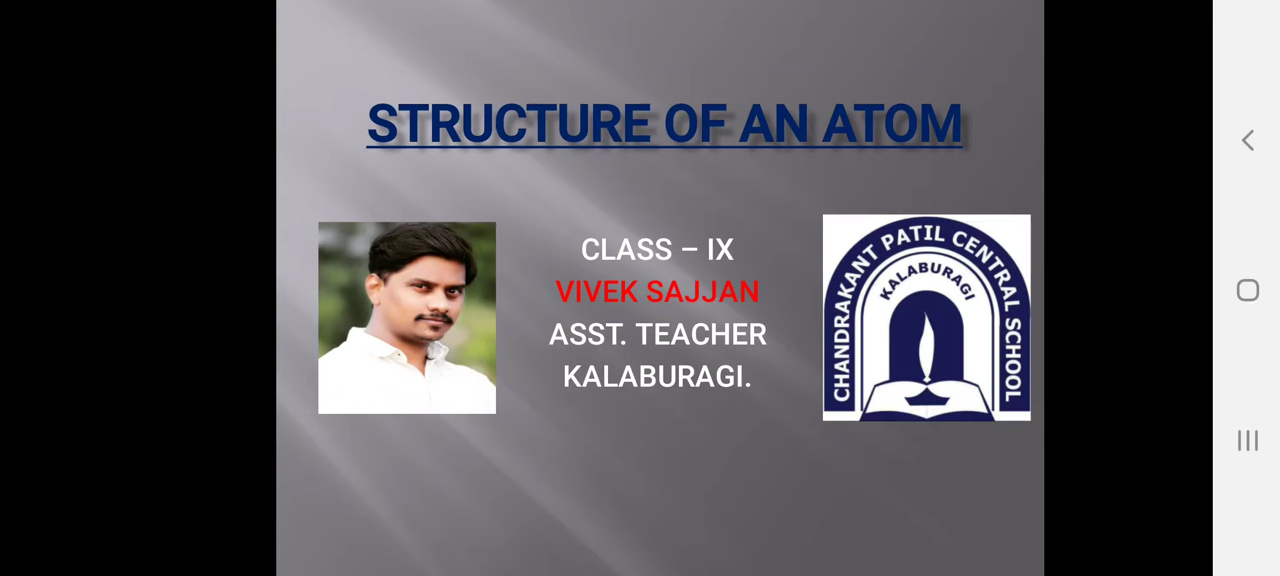 STRUCTURE OF AN ATOM
CLASS – IX
VIVEK SAJJAN
ASST. TEACHER
KALABURAGI.
CHANDRAKANT PATIL CENTRAL SCHOOL
KALABURAGI